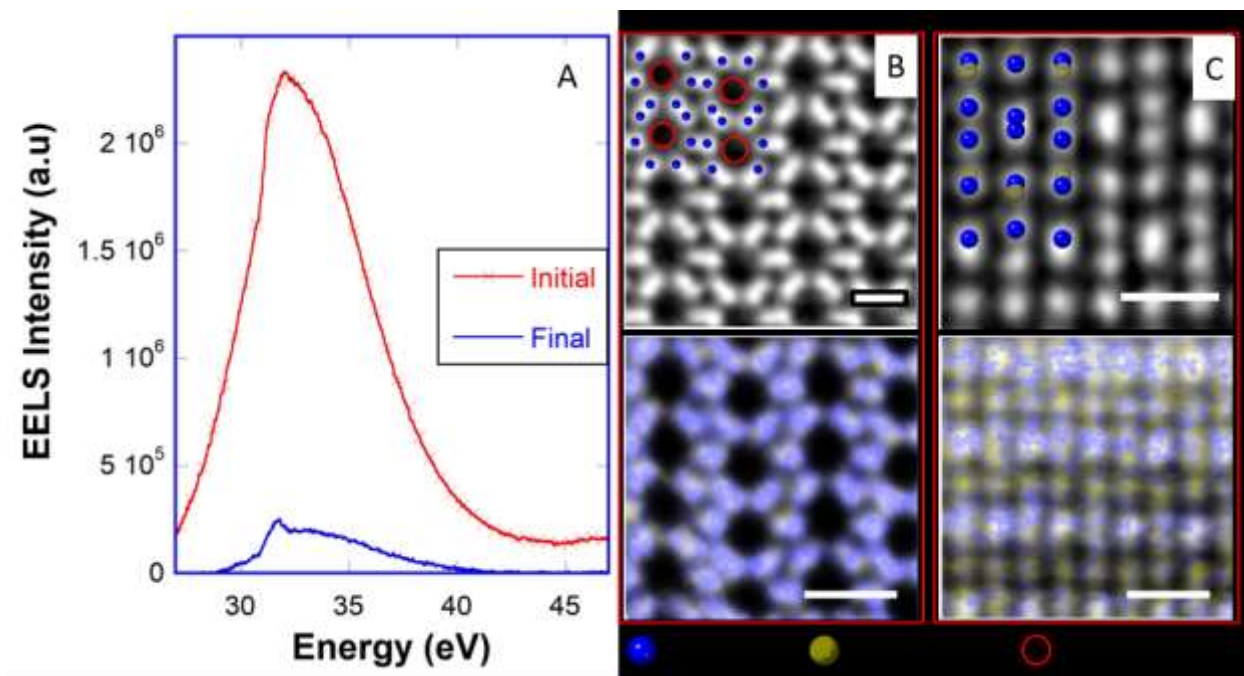 A
EELS Intensity (a.u)
2 10⁶
1.5 10⁶
1 10⁶
5 10⁵
0
Initial
Final
30 35 40 45
Energy (eV)
B
C